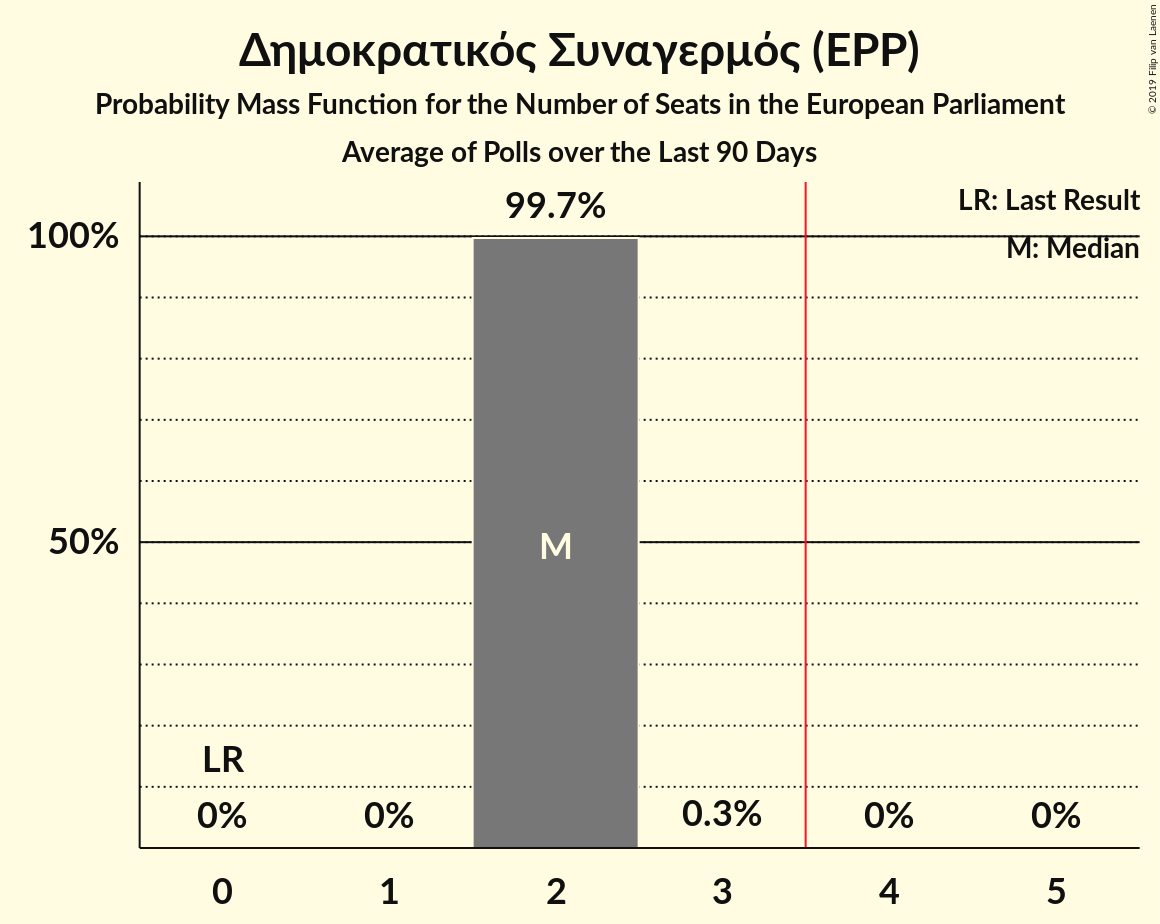 Δημοκρατικός Συναγερμός (EPP)
Probability Mass Function for the Number of Seats in the European Parliament
Average of Polls over the Last 90 Days
© 2019 Filip van Laenen
99.7%
LR: Last Result
100%
M: Median
50%
M
LR
0% 0% 0.3% 0% 0%
0 1 2 3 4 5